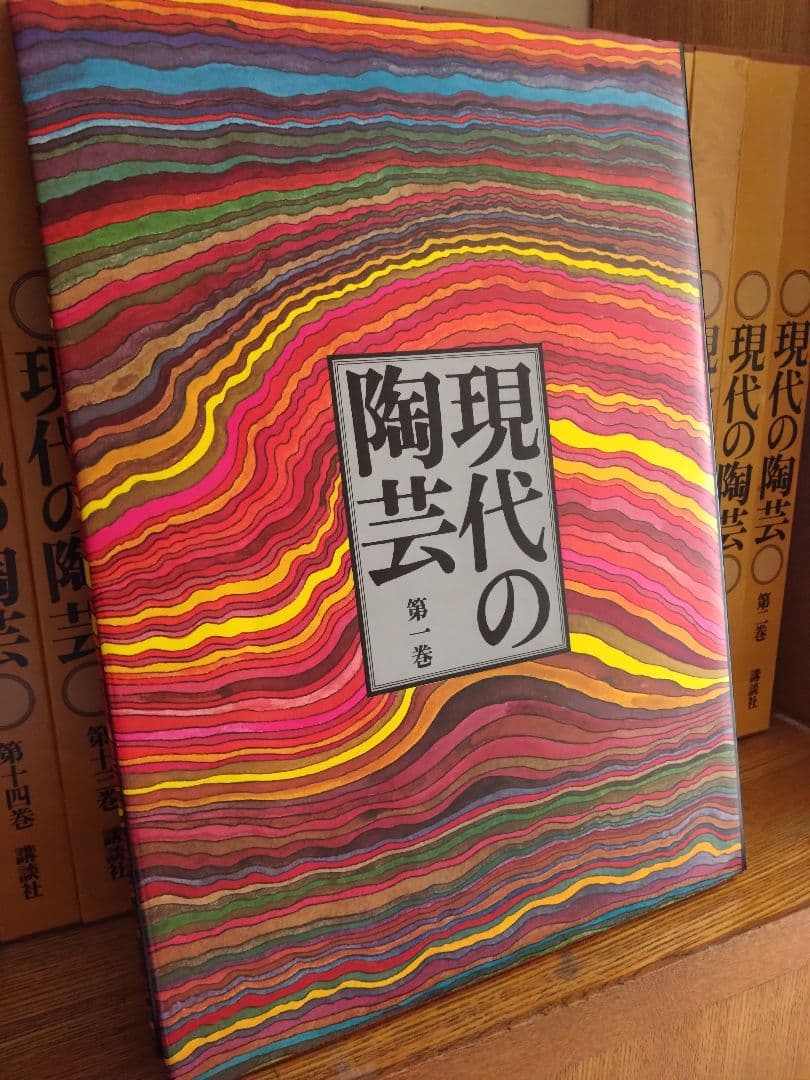 現代の
陶芸
第一巻
現代の陶芸
第二巻
講談社
現代の陶芸
現代の陶芸
第十三巻
講談社
の陶芸
第十四巻
講談社